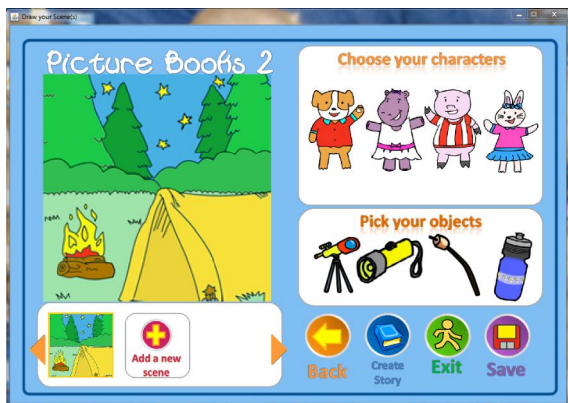 Draw your Scene(s)
Picture Books 2
Choose your characters
Pick your objects
Add a new
scene
Back
Create
Story
Exit
Save